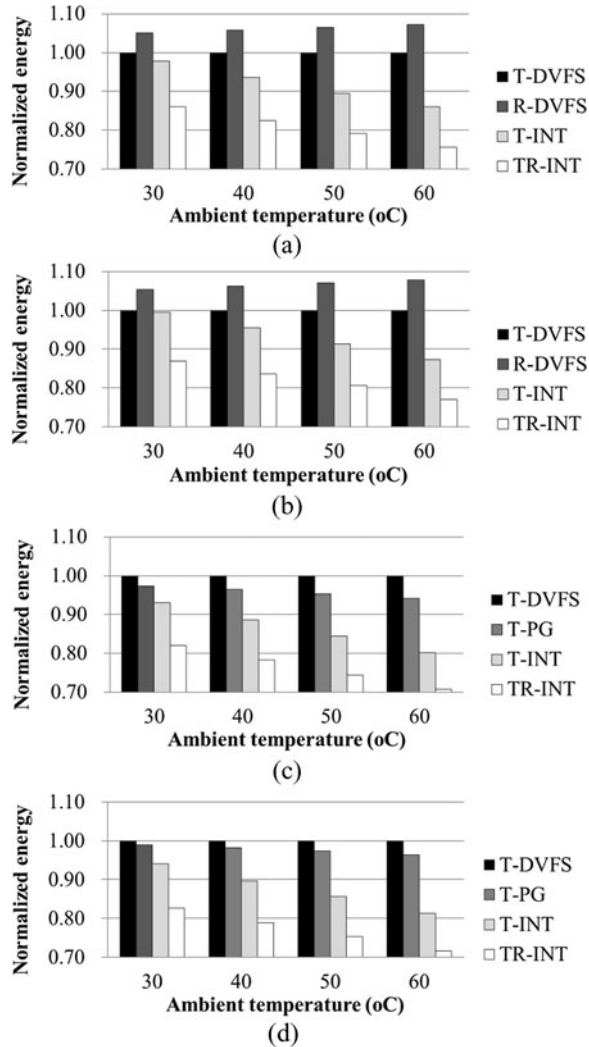 Normalized energy
1.10
1.00
0.90
0.80
0.70
30 40 50 60
Ambient temperature (oC)
T-DVFS
R-DVFS
T-INT
TR-INT
(a)
Normalized energy
1.10
1.00
0.90
0.80
0.70
30 40 50 60
Ambient temperature (oC)
T-DVFS
R-DVFS
T-INT
TR-INT
(b)
Normalized energy
1.10
1.00
0.90
0.80
0.70
30 40 50 60
Ambient temperature (oC)
T-DVFS
T-PG
T-INT
TR-INT
(c)
Normalized energy
1.10
1.00
0.90
0.80
0.70
30 40 50 60
Ambient temperature (oC)
T-DVFS
T-PG
T-INT
TR-INT
(d)